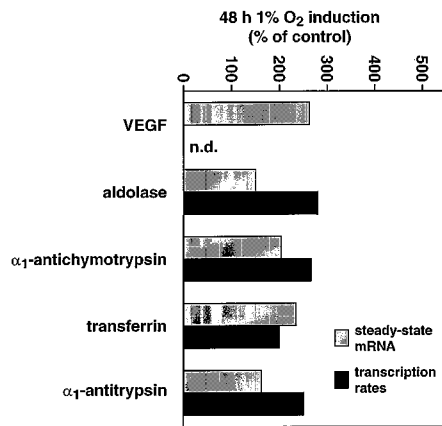 48 h 1% O₂ induction
(% of control)
0 100 200 300 400 500
VEGF
n.d.
aldolase
α₁-antichymotrypsin
transferrin
α₁-antitrypsin
steady-state
mRNA
transcription
rates